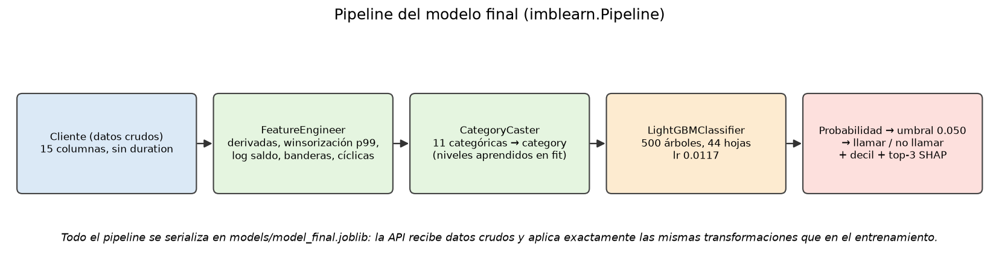 Pipeline del modelo final (imblearn.Pipeline)
Cliente (datos crudos)
15 columnas, sin duration
FeatureEngineer
derivadas, winsorización p99,
log saldo, banderas, cíclicas
CategoryCaster
11 categóricas → category
(niveles aprendidos en fit)
LightGBMClassifier
500 árboles, 44 hojas
lr 0.0117
Probabilidad → umbral 0.050
→ llamar / no llamar
+ decil + top-3 SHAP
Todo el pipeline se serializa en models/model_final.joblib: la API recibe datos crudos y aplica exactamente las mismas transformaciones que en el entrenamiento.